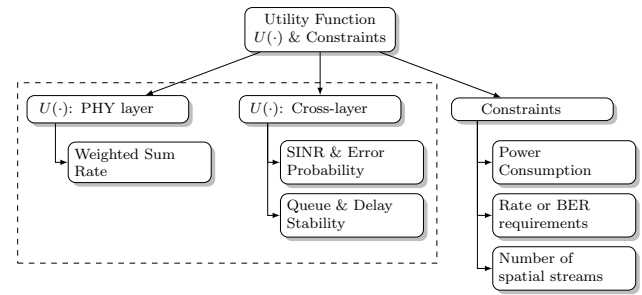 Utility Function
U(·) & Constraints
U(·): PHY layer
Weighted Sum
Rate
U(·): Cross-layer
SINR & Error
Probability
Queue & Delay
Stability
Constraints
Power
Consumption
Rate or BER
requirements
Number of
spatial streams